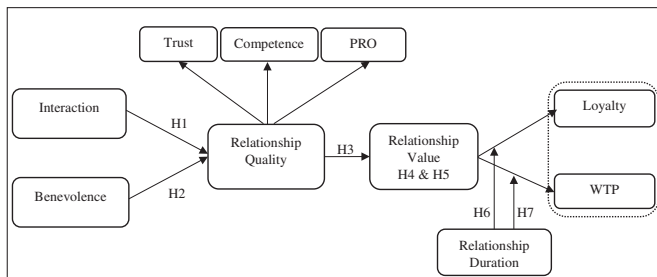 Trust
Competence
PRO
Interaction
H1
Relationship
Quality
H3
Relationship
Value
H4 & H5
Loyalty
Benevolence
H2
WTP
H6
H7
Relationship
Duration